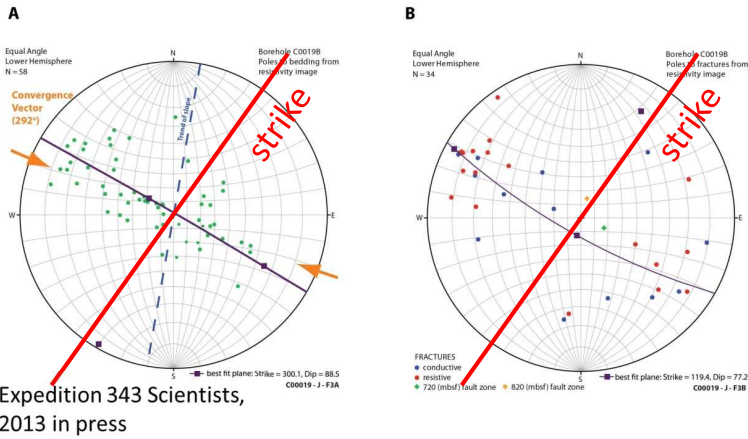 A
Equal Angle
Lower Hemisphere
N = 58
Borehole C0019B
Poles to bedding from
resistivity image
N
Convergence
Vector
(292°)
Trend of slope
strike
W
E
S
best fit plane: Strike = 300.1, Dip = 88.5
C00019 - J - F3A
Expedition 343 Scientists,
2013 in press
B
Equal Angle
Lower Hemisphere
N = 34
Borehole C0019B
Poles to fractures from
resistivity image
N
strike
W
E
S
FRACTURES
conductive
resistive
720 (mbsf) fault zone
820 (mbsf) fault zone
best fit plane: Strike = 119.4, Dip = 77.2
C00019 - J - F3B